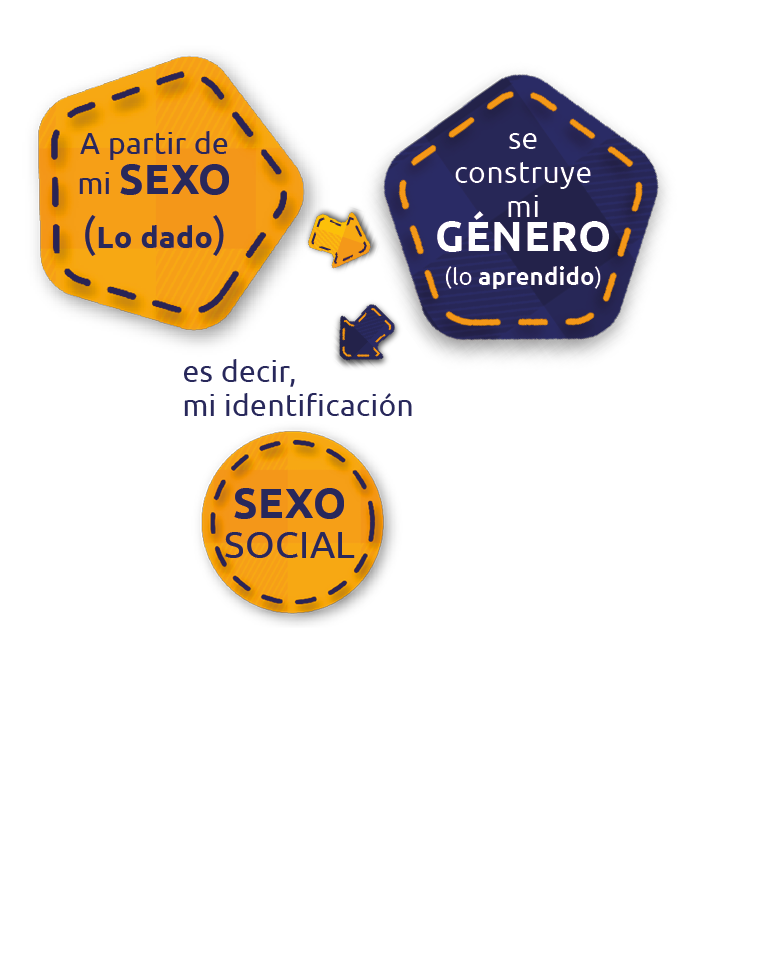 A partir de
mi SEXO
(Lo dado)
se
construye
mi
GÉNERO
(lo aprendido)
es decir,
mi identificación
SEXO
SOCIAL